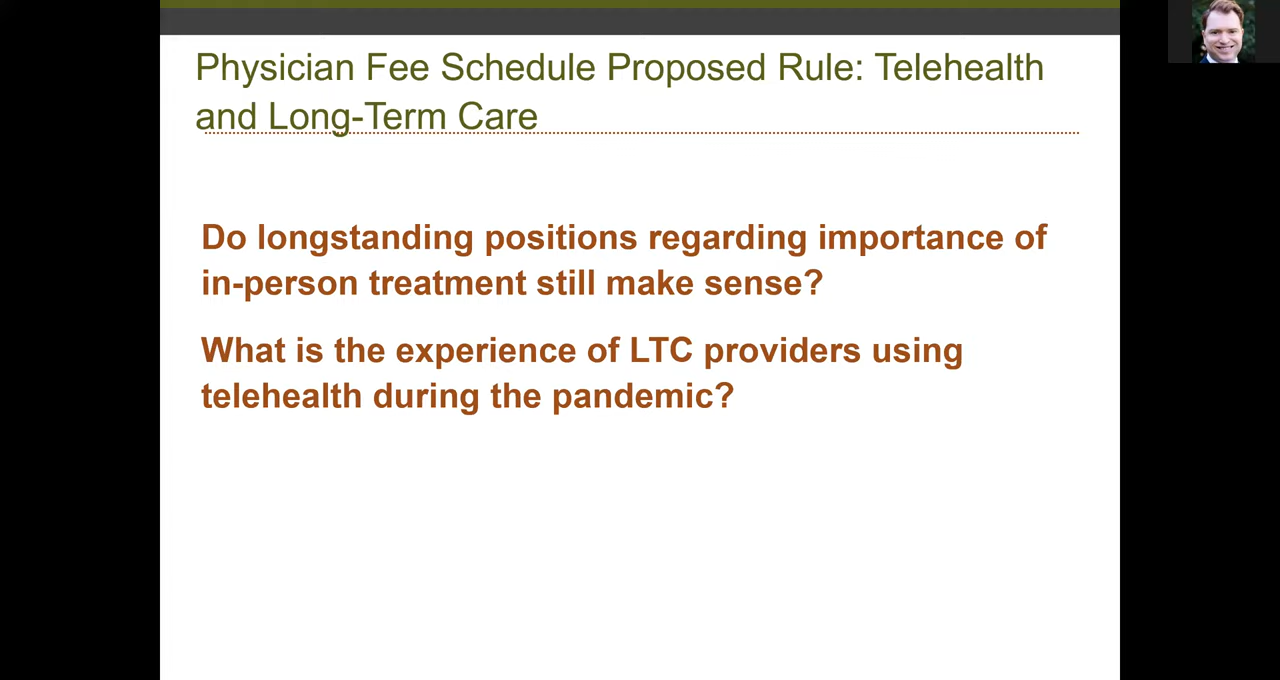 Physician Fee Schedule Proposed Rule: Telehealth
and Long-Term Care
Do longstanding positions regarding importance of
in-person treatment still make sense?
What is the experience of LTC providers using
telehealth during the pandemic?